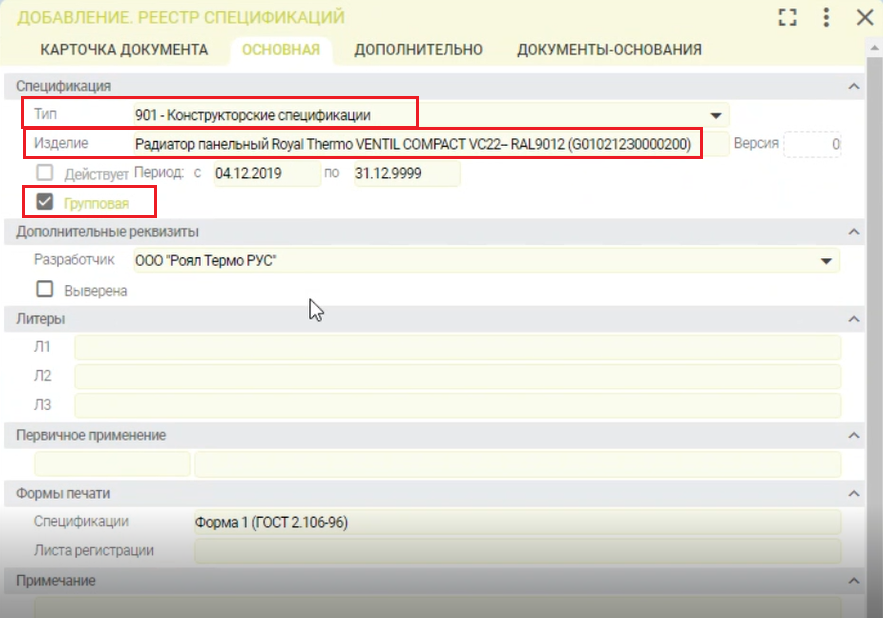 ДОБАВЛЕНИЕ. РЕЕСТР СПЕЦИФИКАЦИЙ
КАРТОЧКА ДОКУМЕНТА ОСНОВНАЯ ДОПОЛНИТЕЛЬНО ДОКУМЕНТЫ-ОСНОВАНИЯ
Спецификация
Тип 901 - Конструкторские спецификации
Изделие Радиатор панельный Royal Thermo VENTIL COMPACT VC22-- RAL9012 (G01021230000200) Версия 0
Действует Период: с 04.12.2019 по 31.12.9999
Групповая
Дополнительные реквизиты
Разработчик ООО "Роял Термо РУС"
Выверена
Литеры
Л1
Л2
Л3
Первичное применение
Формы печати
Спецификации Форма 1 (ГОСТ 2.106-96)
Листа регистрации
Примечание